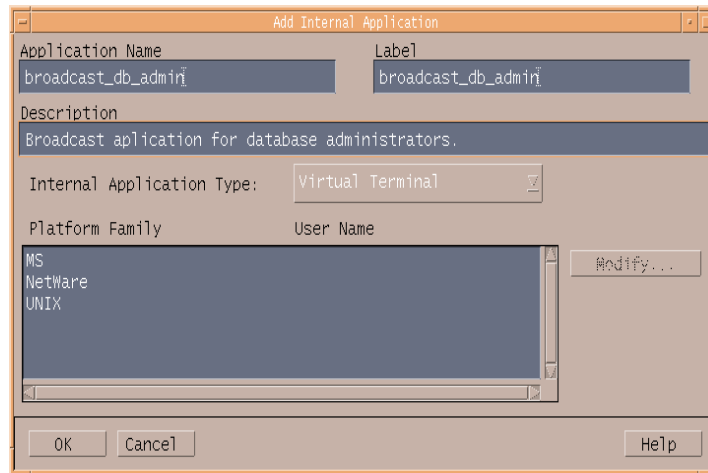 Add Internal Application
Application Name Label
broadcast_db_admin broadcast_db_admin
Description
Broadcast aplication for database administrators.
Internal Application Type: Virtual Terminal
Platform Family User Name
MS
NetWare
UNIX
Modify...
OK Cancel Help